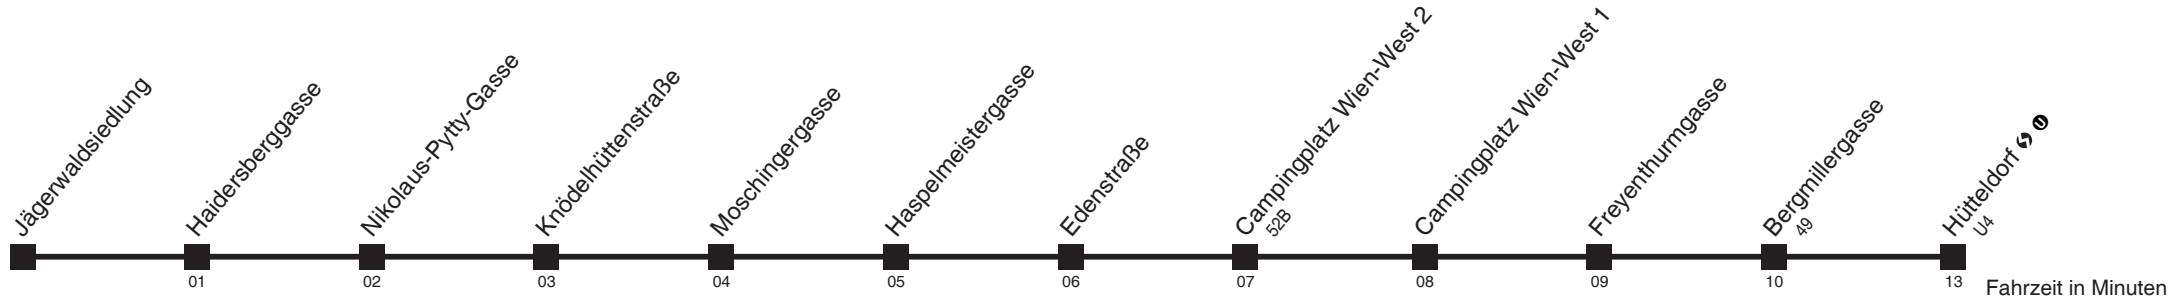 Jägerwaldsiedlung
Haidersberggasse
Nikolaus-Pytty-Gasse
Knödelhüttenstraße
Moschingergasse
Haspelmeistergasse
Edenstraße
Campingplatz Wien-West 2
52B
Campingplatz Wien-West 1
Freyenthurmgasse
Bergmillergasse
49
Hütteldorf S U
U4
01 02 03 04 05 06 07 08 09 10 13 Fahrzeit in Minuten